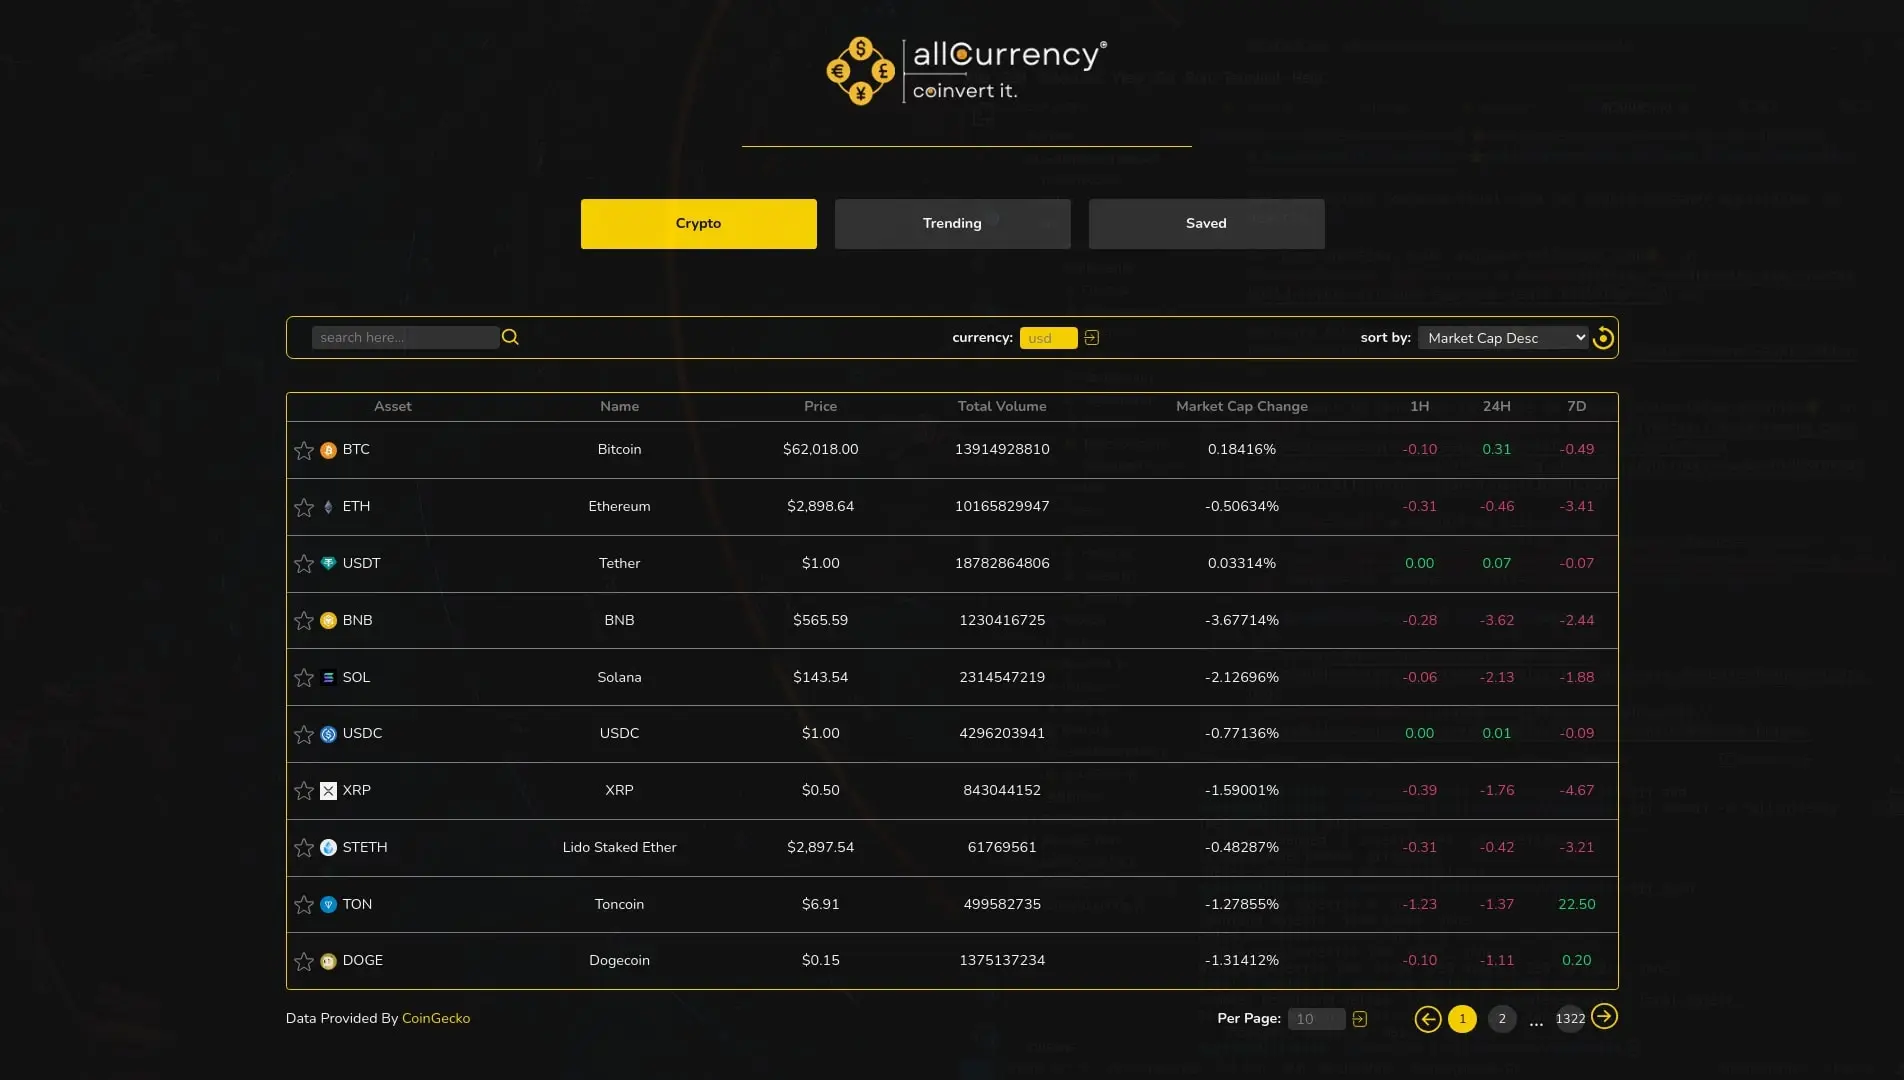 allCurrency®
coinvert it.
Crypto Trending Saved
search here... currency: usd sort by: Market Cap Desc
Asset Name Price Total Volume Market Cap Change 1H 24H 7D
BTC Bitcoin $62,018.00 13914928810 0.18416% -0.10 0.31 -0.49
ETH Ethereum $2,898.64 10165829947 -0.50634% -0.31 -0.46 -3.41
USDT Tether $1.00 18782864806 0.03314% 0.00 0.07 -0.07
BNB BNB $565.59 1230416725 -3.67714% -0.28 -3.62 -2.44
SOL Solana $143.54 2314547219 -2.12696% -0.06 -2.13 -1.88
USDC USDC $1.00 4296203941 -0.77136% 0.00 0.01 -0.09
XRP XRP $0.50 843044152 -1.59001% -0.39 -1.76 -4.67
STETH Lido Staked Ether $2,897.54 61769561 -0.48287% -0.31 -0.42 -3.21
TON Toncoin $6.91 499582735 -1.27855% -1.23 -1.37 22.50
DOGE Dogecoin $0.15 1375137234 -1.31412% -0.10 -1.11 0.20
Data Provided By CoinGecko Per Page: 10 1 2 ... 1322